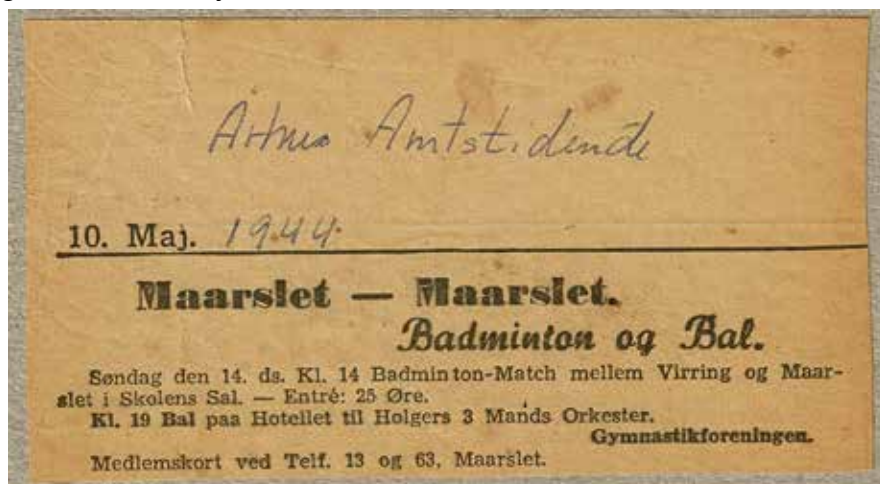 Århus Amtstidende
10. Maj. 1944.
Maarslet — Maarslet.
Badminton og Bal.
Søndag den 14. ds. Kl. 14 Badminton-Match mellem Virring og Maar-
slet i Skolens Sal. — Entré: 25 Øre.
Kl. 19 Bal paa Hotellet til Holgers 3 Mands Orkester.
Gymnastikforeningen.
Medlemskort ved Telf. 13 og 63, Maarslet.